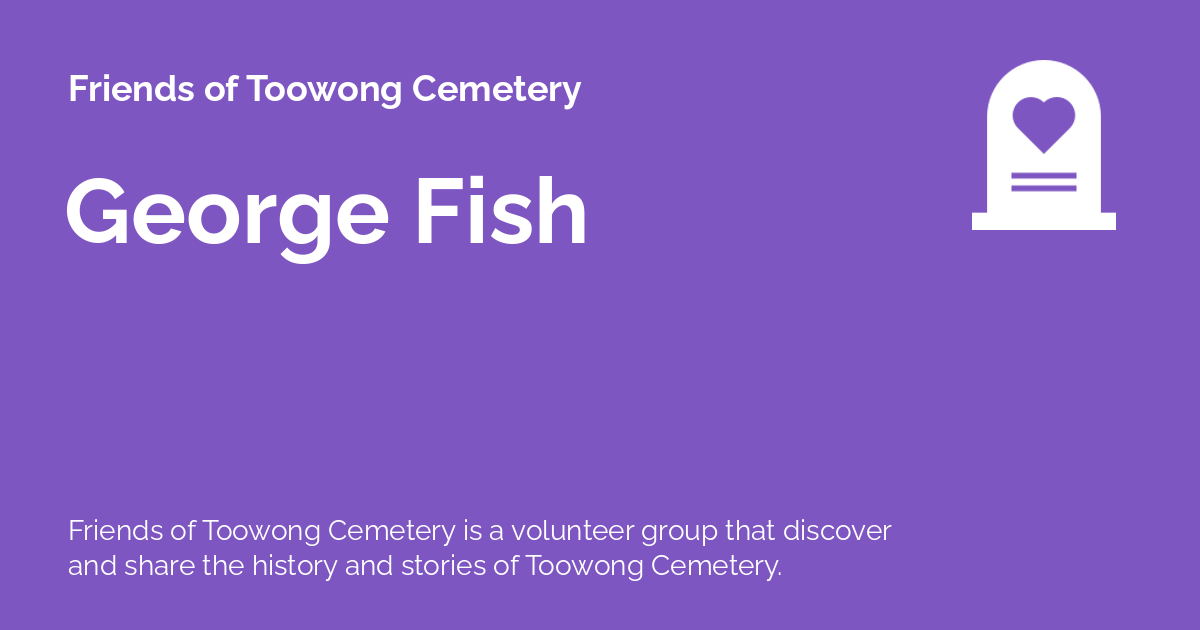 Friends of Toowong Cemetery
George Fish
Friends of Toowong Cemetery is a volunteer group that discover
and share the history and stories of Toowong Cemetery.